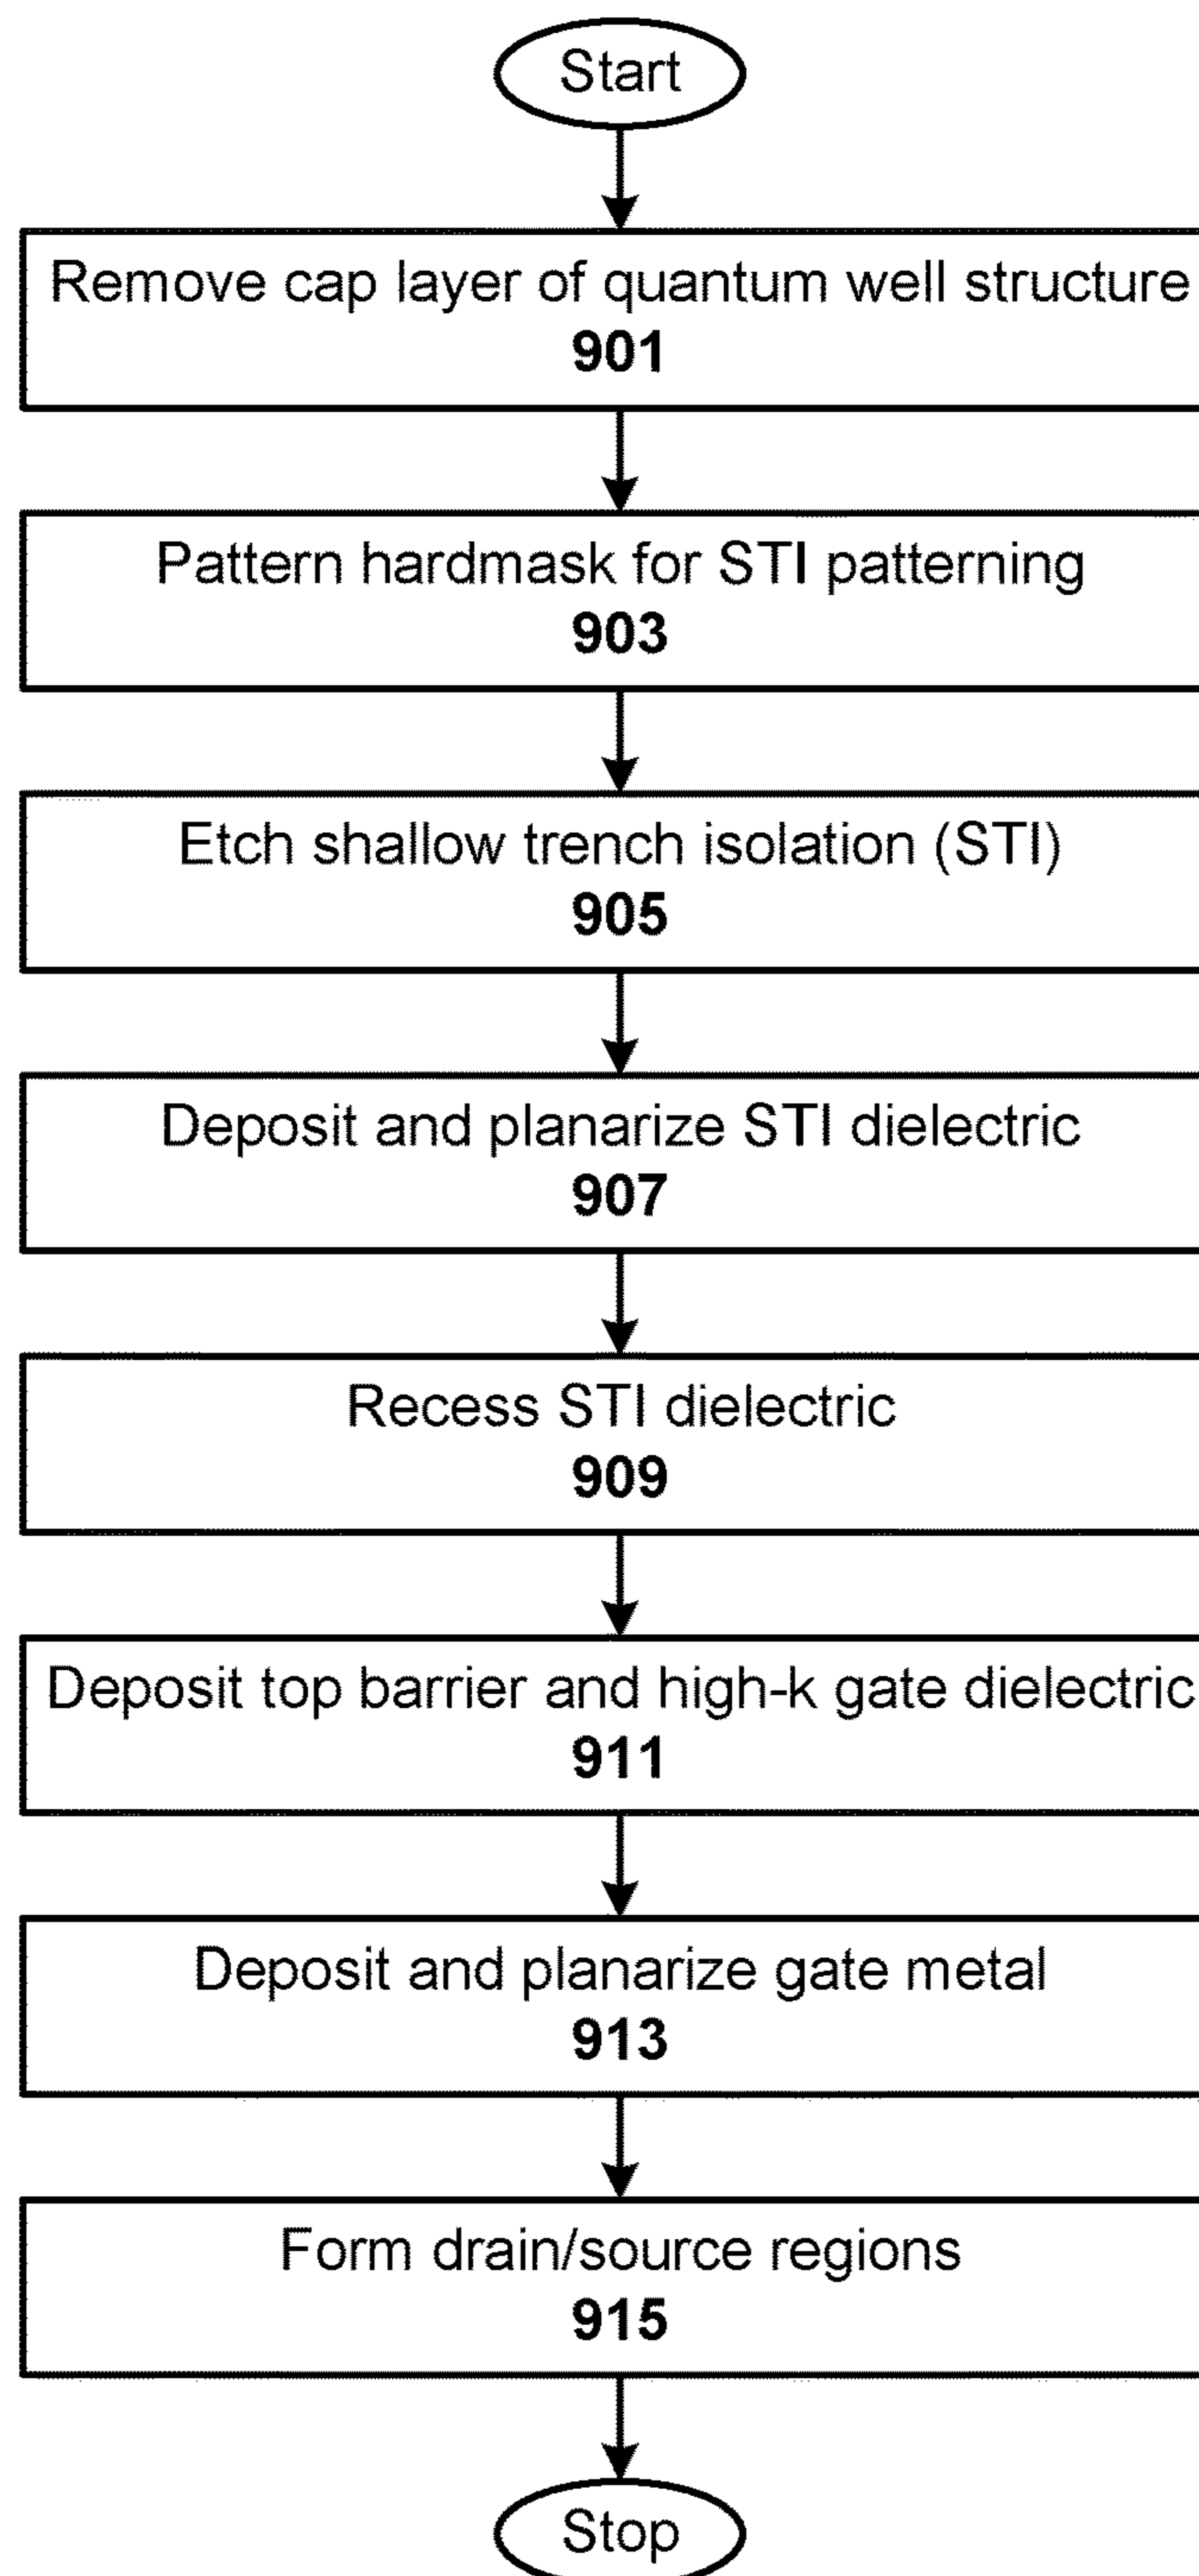 Start
Remove cap layer of quantum well structure
901
Pattern hardmask for STI patterning
903
Etch shallow trench isolation (STI)
905
Deposit and planarize STI dielectric
907
Recess STI dielectric
909
Deposit top barrier and high-k gate dielectric
911
Deposit and planarize gate metal
913
Form drain/source regions
915
Stop